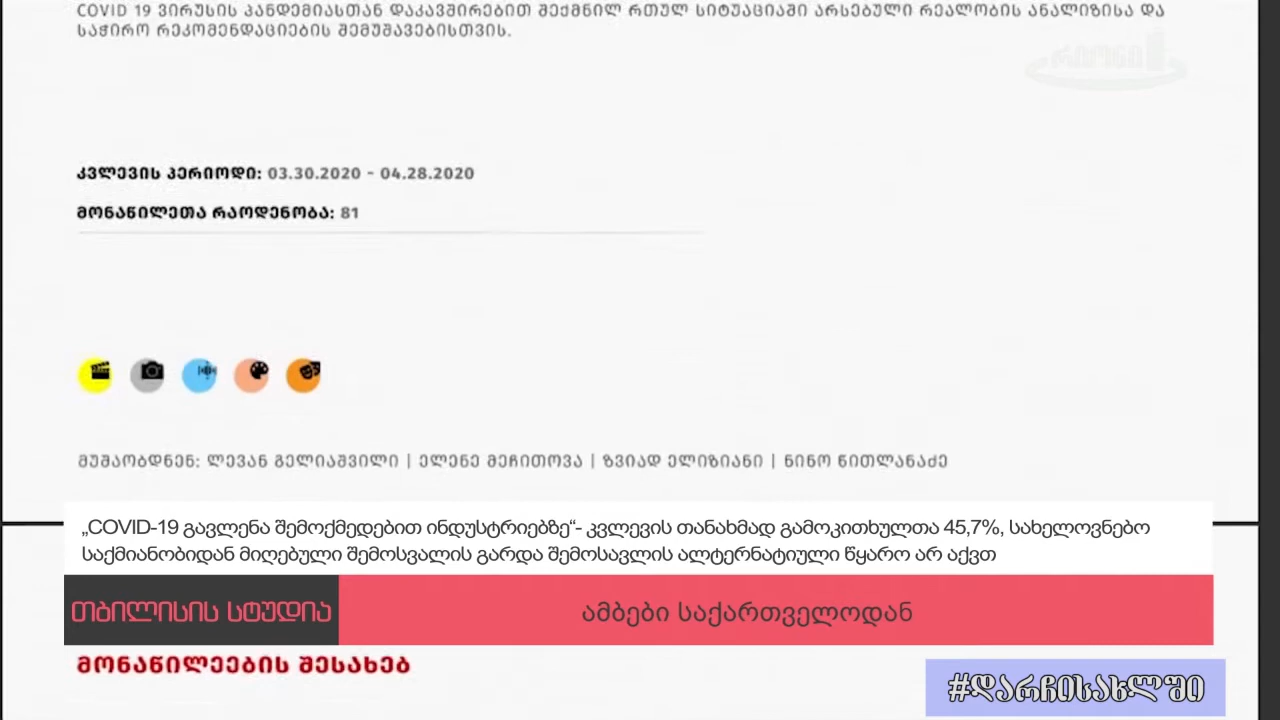 COVID 19 ვირუსის პანდემიასთან დაკავშირებით შექმნილ რთულ სიტუაციაში არსებული რეალობის ანალიზისა და
საჭირო რეკომენდაციების შემუშავებისთვის.
რიონი
კვლევის პერიოდი: 03.30.2020 - 04.28.2020
მონაწილეთა რაოდენობა: 81
მუშაობდნენ: ლევან გელიაშვილი | ელენე მეჩითოვა | ზვიად ელიზიანი | ნინო წითლანაძე
„COVID-19 გავლენა შემოქმედებით ინდუსტრიებზე“- კვლევის თანახმად გამოკითხულთა 45,7%, სახელოვნებო
საქმიანობიდან მიღებული შემოსვალის გარდა შემოსავლის ალტერნატიული წყარო არ აქვთ
თბილისის სტუდია
ამბები საქართველოდან
მონაწილეების შესახებ
#დარჩისახლში